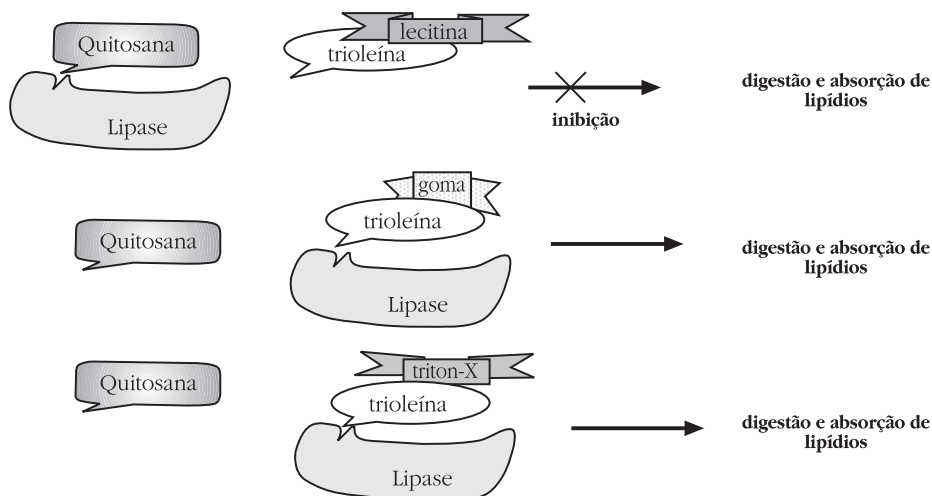 Quitosana
lecitina
trioleína
Lipase
inibição
digestão e absorção de
lipídios
goma
trioleína
Quitosana
Lipase
digestão e absorção de
lipídios
triton-X
Quitosana
trioleína
Lipase
digestão e absorção de
lipídios